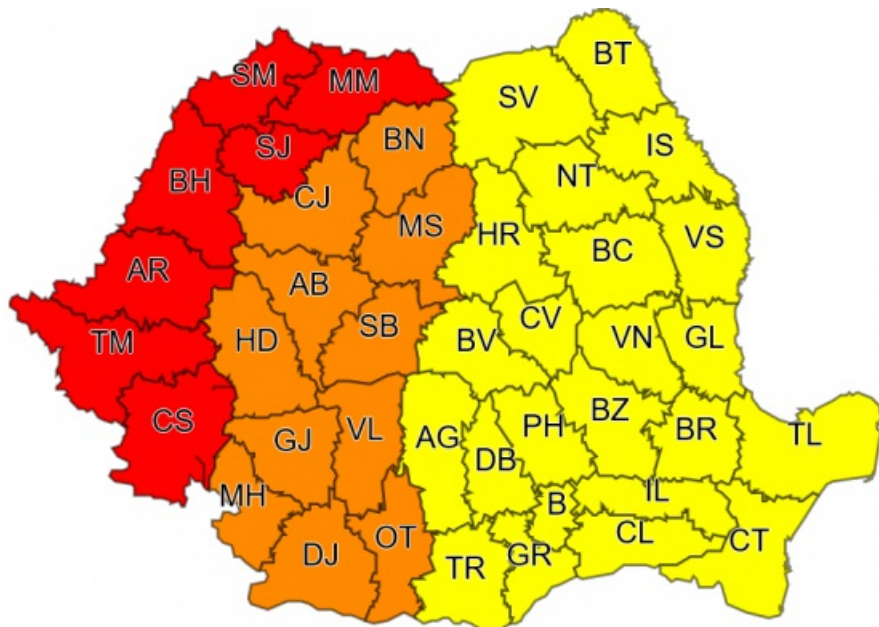 BT
SM
MM
SV
BN
IS
SJ
NT
BH
CJ
MS
HR
VS
BC
AR
AB
CV
SB
TM
HD
BV
VN
GL
CS
VL
BZ
PH
BR
TL
GJ
AG
DB
MH
IL
B
OT
CL
CT
DJ
GR
TR